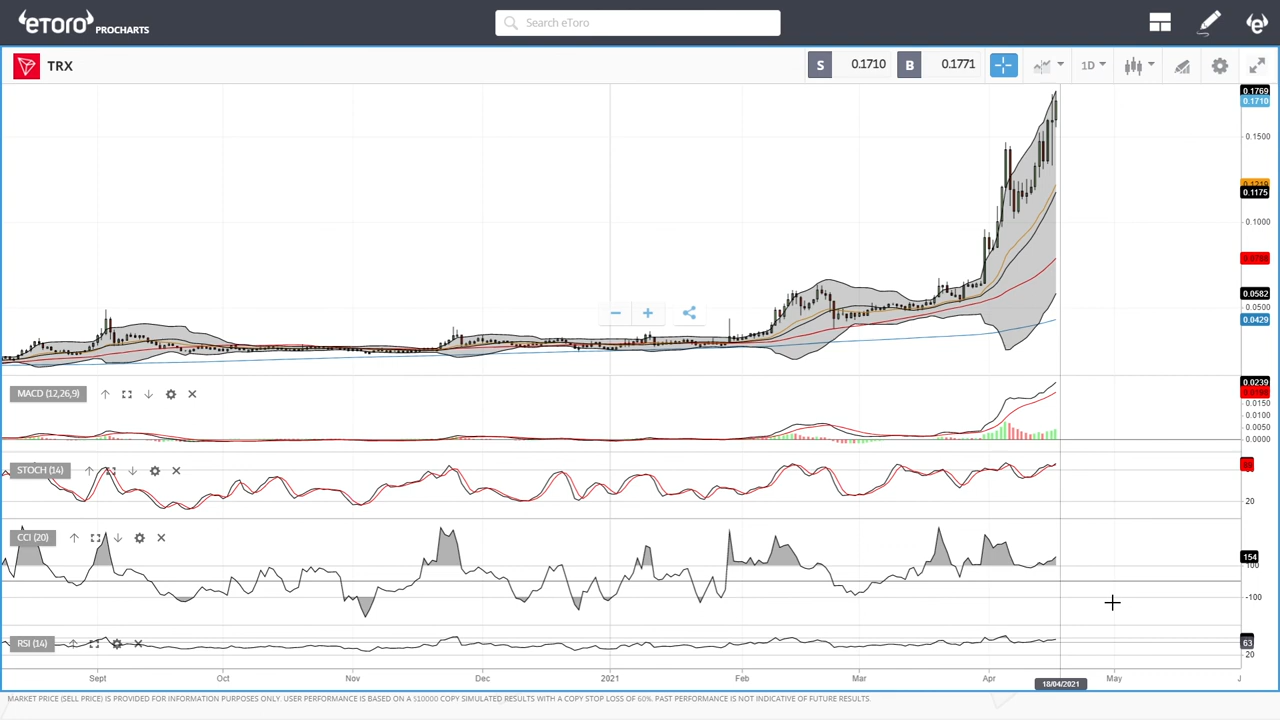 eToro PROCHARTS
Search eToro
TRX
S 0.1710 B 0.1771
1D
0.1769
0.1710
0.1500
0.1175
0.1000
0.0582
0.0500
0.0429
MACD (12,26,9)
0.0239
0.0150
0.0100
0.0050
0.0000
STOCH (14)
20
CCI (20)
154
100
-100
RSI (14)
63
20
Sept Oct Nov Dec 2021 Feb Mar Apr May J
18/04/2021
MARKET PRICE (SELL PRICE) IS PROVIDED FOR INFORMATION PURPOSES ONLY. USER PERFORMANCE IS BASED ON A $10000 COPY SIMULATED RESULTS WITH A COPY STOP LOSS OF 60%. PAST PERFORMANCE IS NOT INDICATIVE OF FUTURE RESULTS.